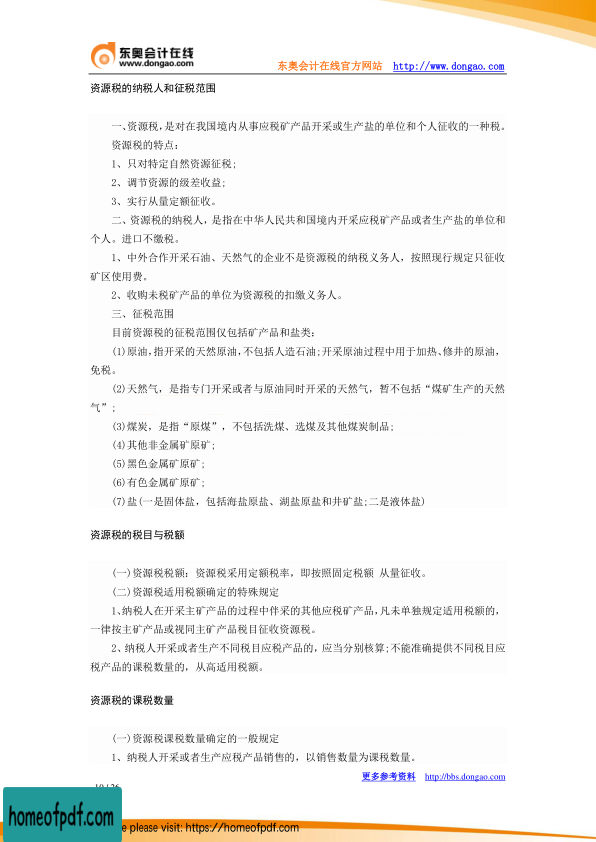 东奥会计在线
www.dongao.com
东奥会计在线官方网站 http://www.dongao.com
资源税的纳税人和征税范围
一、资源税,是对在我国境内从事应税矿产品开采或生产盐的单位和个人征收的一种税。
资源税的特点:
1、只对特定自然资源征税;
2、调节资源的级差收益;
3、实行从量定额征收。
二、资源税的纳税人,是指在中华人民共和国境内开采应税矿产品或者生产盐的单位和
个人。进口不缴税。
1、中外合作开采石油、天然气的企业不是资源税的纳税义务人,按照现行规定只征收
矿区使用费。
2、收购未税矿产品的单位为资源税的扣缴义务人。
三、征税范围
目前资源税的征税范围仅包括矿产品和盐类:
(1)原油,指开采的天然原油,不包括人造石油;开采原油过程中用于加热、修井的原油,
免税。
(2)天然气,是指专门开采或者与原油同时开采的天然气,暂不包括“煤矿生产的天然
气”;
(3)煤炭,是指“原煤”,不包括洗煤、选煤及其他煤炭制品;
(4)其他非金属矿原矿;
(5)黑色金属矿原矿;
(6)有色金属矿原矿;
(7)盐(一是固体盐,包括海盐原盐、湖盐原盐和井矿盐;二是液体盐)
资源税的税目与税额
(一)资源税税额:资源税采用定额税率,即按照固定税额 从量征收。
(二)资源税适用税额确定的特殊规定
1、纳税人在开采主矿产品的过程中伴采的其他应税矿产品,凡未单独规定适用税额的,
一律按主矿产品或视同主矿产品税目征收资源税。
2、纳税人开采或者生产不同税目应税产品的,应当分别核算;不能准确提供不同税目应
税产品的课税数量的,从高适用税额。
资源税的课税数量
(一)资源税课税数量确定的一般规定
1、纳税人开采或者生产应税产品销售的,以销售数量为课税数量。
更多参考资料 http://bbs.dongao.com
homeofpdf.com
please visit: https://homeofpdf.com